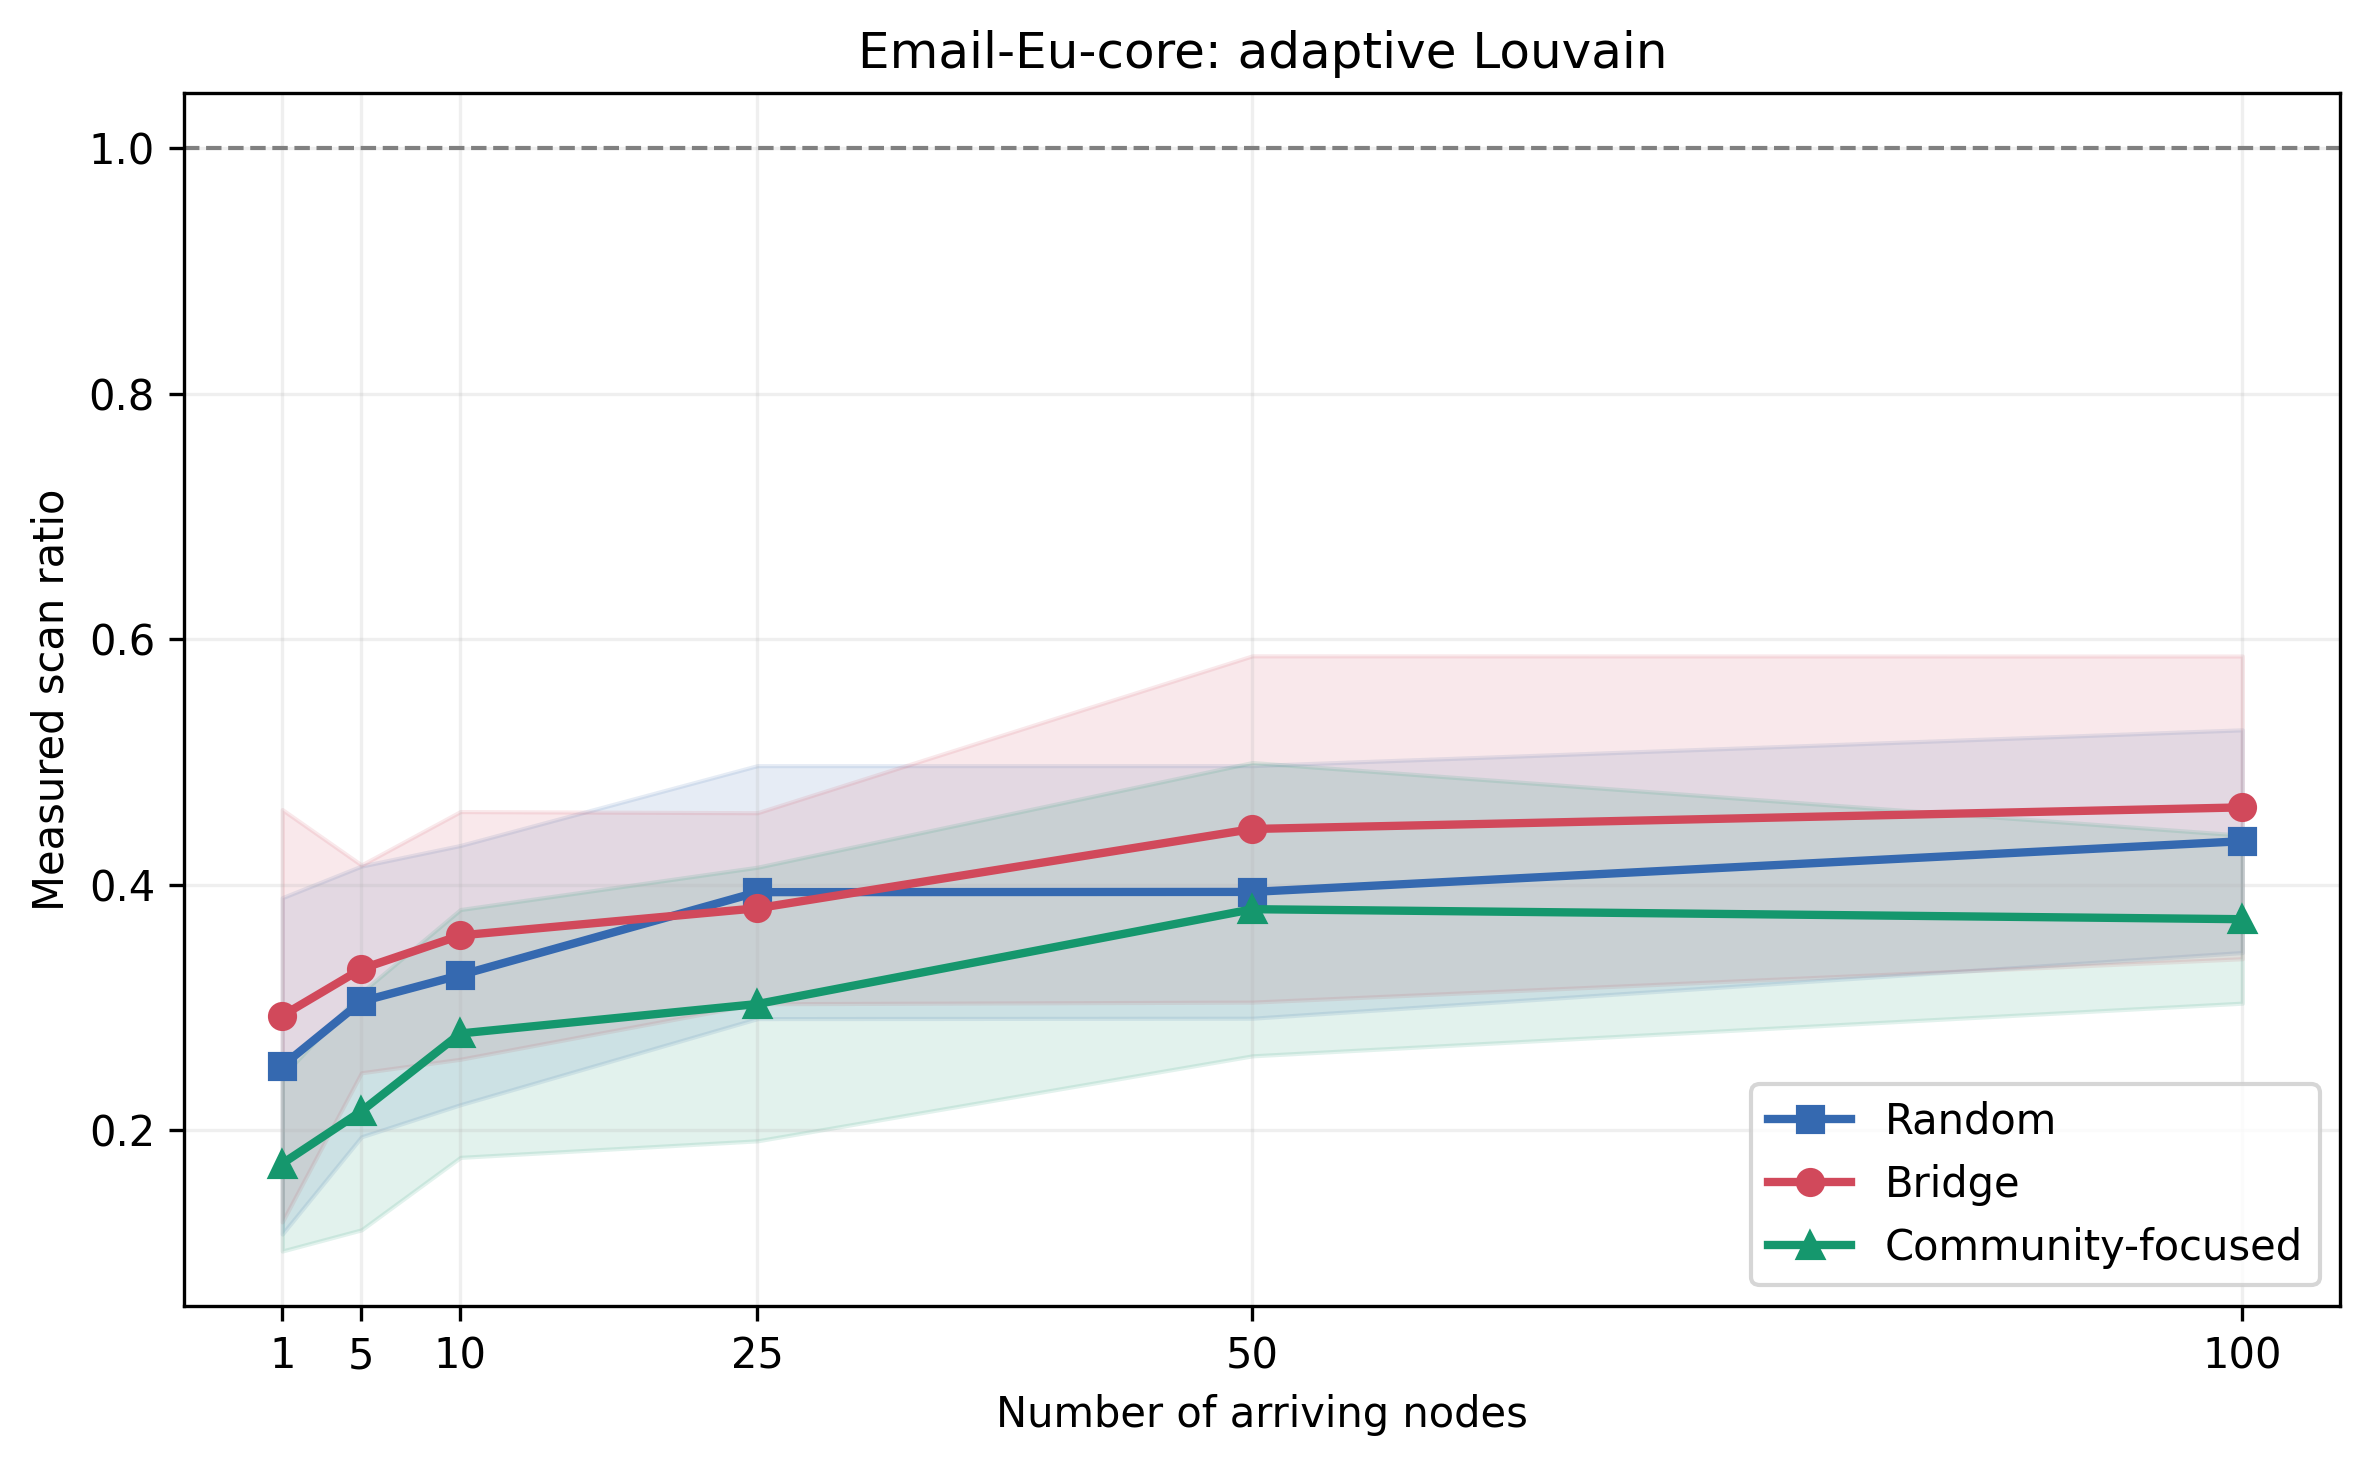 Email-Eu-core: adaptive Louvain
Measured scan ratio
1.0
0.8
0.6
0.4
0.2
1 5 10 25 50 100
Number of arriving nodes
Random
Bridge
Community-focused